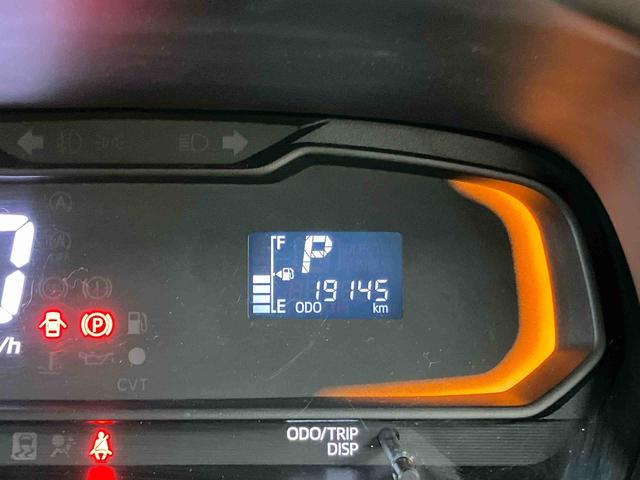 F
P
19145
E ODO km
/h
P
CVT
ODO/TRIP
DISP